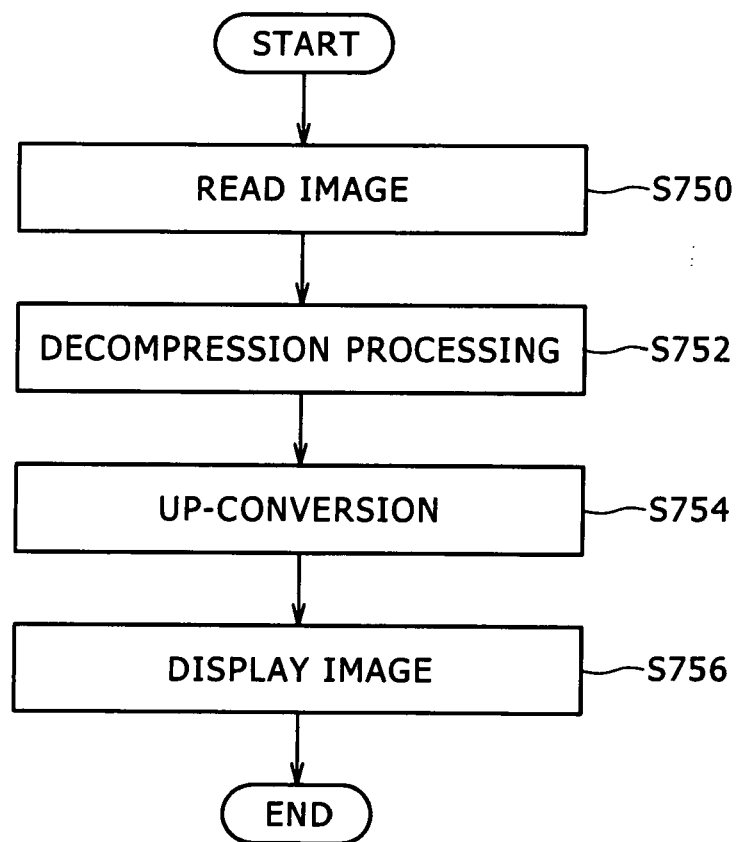 START
READ IMAGE
S750
DECOMPRESSION PROCESSING
S752
UP-CONVERSION
S754
DISPLAY IMAGE
S756
END